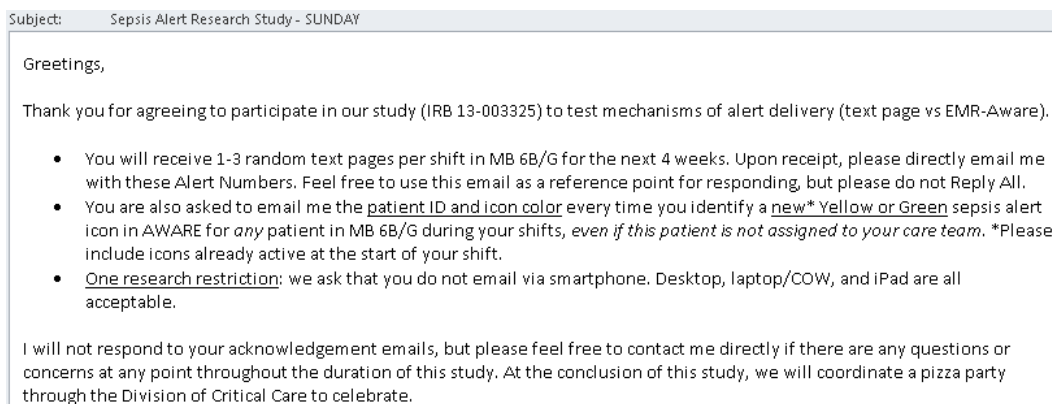 Subject: Sepsis Alert Research Study - SUNDAY
Greetings,
Thank you for agreeing to participate in our study (IRB 13-003325) to test mechanisms of alert delivery (text page vs EMR-Aware).
• You will receive 1-3 random text pages per shift in MB 6B/G for the next 4 weeks. Upon receipt, please directly email me
with these Alert Numbers. Feel free to use this email as a reference point for responding, but please do not Reply All.
• You are also asked to email me the patient ID and icon color every time you identify a new* Yellow or Green sepsis alert
icon in AWARE for any patient in MB 6B/G during your shifts, even if this patient is not assigned to your care team. *Please
include icons already active at the start of your shift.
• One research restriction: we ask that you do not email via smartphone. Desktop, laptop/COW, and iPad are all
acceptable.
I will not respond to your acknowledgement emails, but please feel free to contact me directly if there are any questions or
concerns at any point throughout the duration of this study. At the conclusion of this study, we will coordinate a pizza party
through the Division of Critical Care to celebrate.